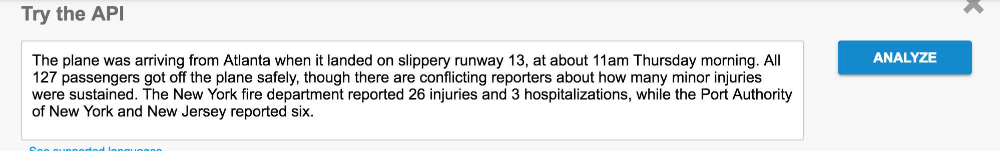 Try the API
The plane was arriving from Atlanta when it landed on slippery runway 13, at about 11am Thursday morning. All
127 passengers got off the plane safely, though there are conflicting reporters about how many minor injuries
were sustained. The New York fire department reported 26 injuries and 3 hospitalizations, while the Port Authority
of New York and New Jersey reported six.
ANALYZE
See supported languages